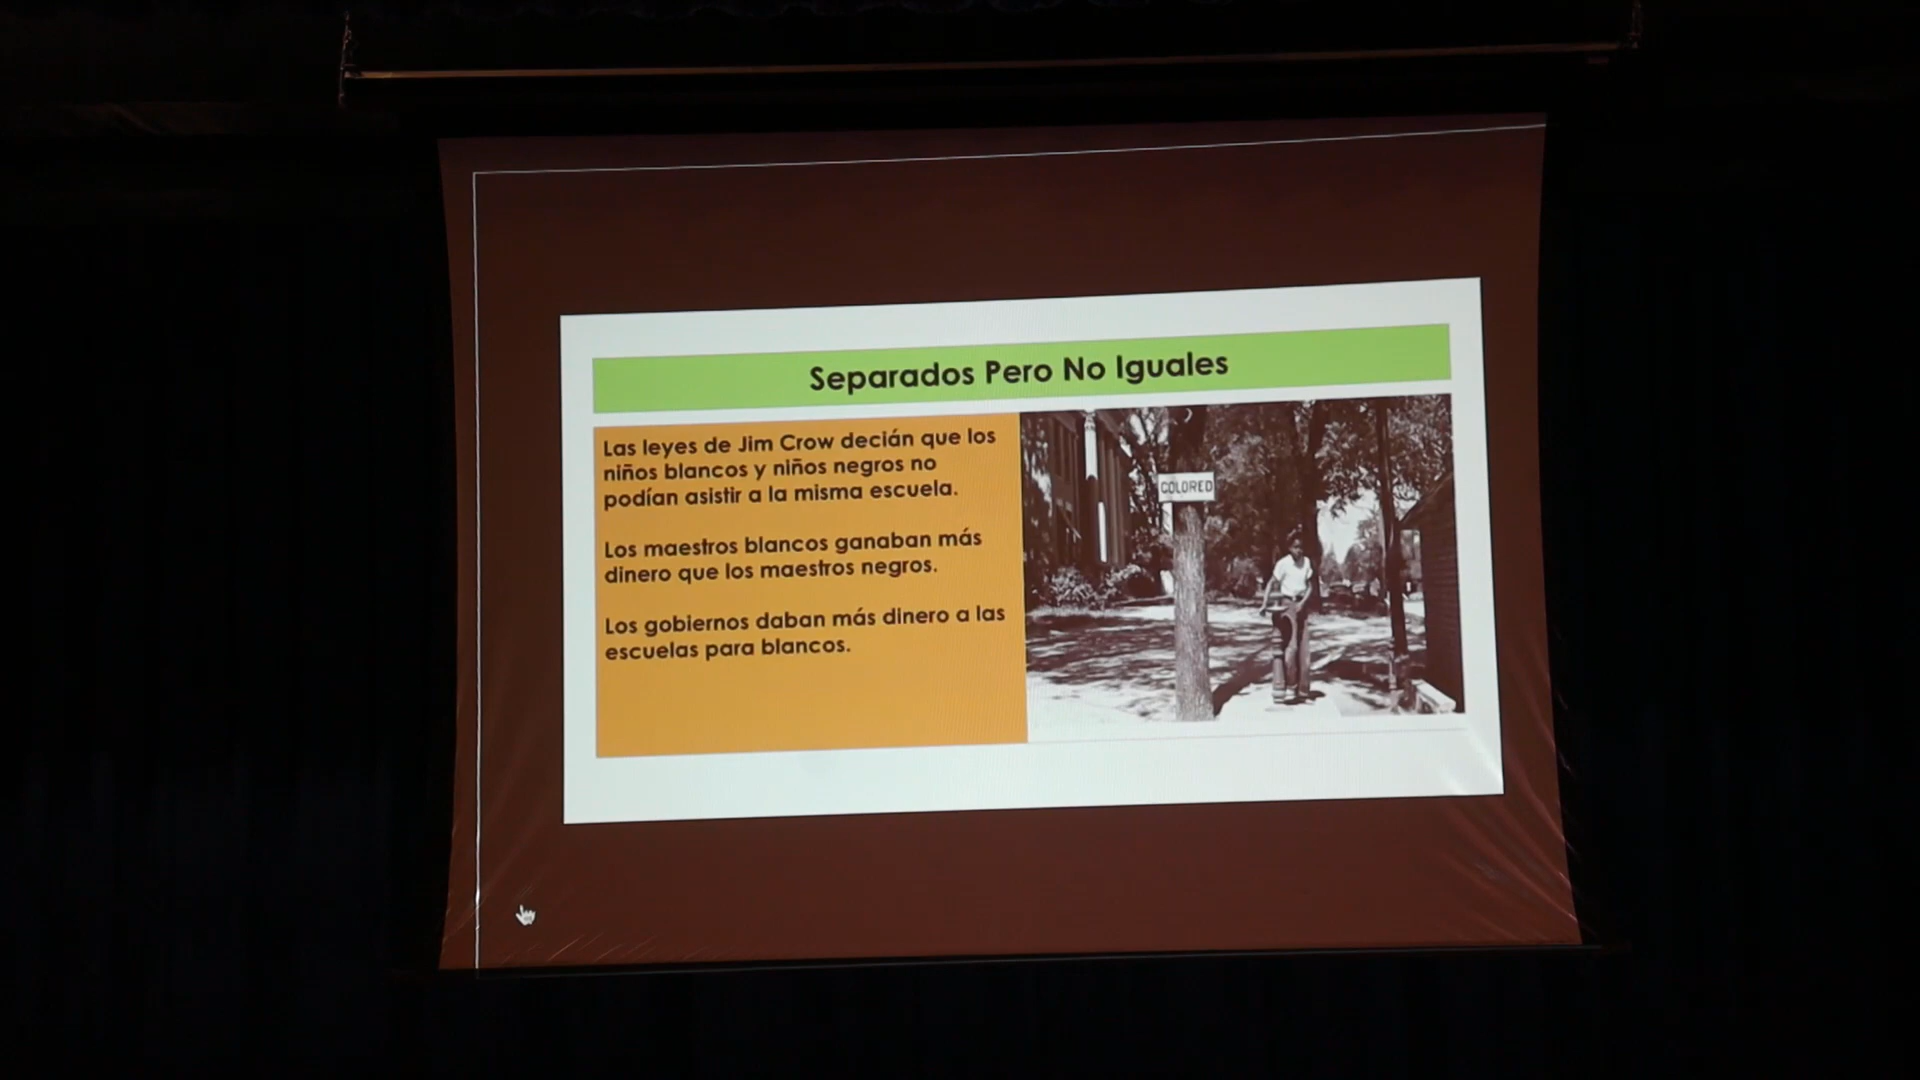 Separados Pero No Iguales
Las leyes de Jim Crow decián que los
niños blancos y niños negros no
podían asistir a la misma escuela.
Los maestros blancos ganaban más
dinero que los maestros negros.
Los gobiernos daban más dinero a las
escuelas para blancos.
COLORED